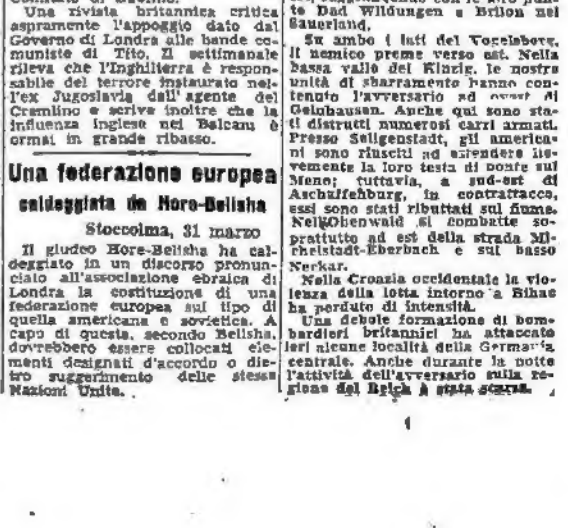 Una rivista britannica critica
aspramente l'appoggio dato dal
Governo di Londra alle bande co-
muniste di Tito. Il settimanale
rileva che l'Inghilterra è respon-
sabile del terrore instaurato nel-
l'ex Jugoslavia dall'agente del
Cremlino e scrive inoltre che la
influenza inglese nei Balcani è
ormai in grande ribasso.
Una federazione europea
caldeggiata da Hore-Belisha
Stoccolma, 31 marzo
Il giudeo Hore-Belisha ha cal-
deggiato in un discorso pronun-
ciato all'associazione ebraica di
Londra la costituzione di una
federazione europea sul tipo di
quella americana e sovietica. A
capo di questa, secondo Belisha,
dovrebbero essere collocati ele-
menti designati d'accordo o die-
tro suggerimento delle stesse
Nazioni Unite.
te Bad Wildungen e Brilon nel
Sauerland.
Su ambo i lati del Vogelsberg,
il nemico preme verso est. Nella
bassa valle del Kinzig, le nostre
unità di sbarramento hanno con-
tenuto l'avversario ad ovest di
Gelnhausen. Anche qui sono sta-
ti distrutti numerosi carri armati.
Presso Seligenstadt, gli america-
ni sono riusciti ad estendere lie-
vemente la loro testa di ponte sul
Meno; tuttavia, a sud-est di
Aschaffenburg, in contrattacco,
essi sono stati ributtati sul fiume.
Nell'Obenwald si combatte so-
prattutto ad est della strada Mi-
chelstadt-Eberbach e sul basso
Neckar.
Nella Croazia occidentale la vio-
lenza della lotta intorno a Bihac
ha perduto di intensità.
Una debole formazione di bom-
bardieri britannici ha attaccato
ieri alcune località della Germania
centrale. Anche durante la notte
l'attività dell'avversario sulla re-
gione del Reich è stata scarsa.